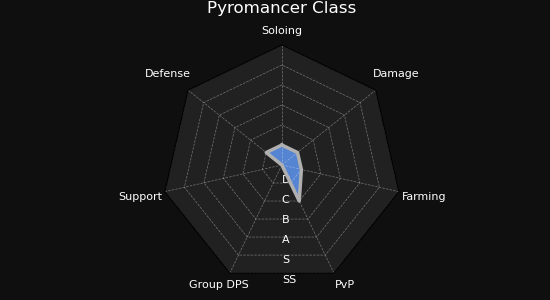 Pyromancer Class
Soloing
Defense
Damage
Support
Farming
D
C
B
A
S
SS
Group DPS
PvP